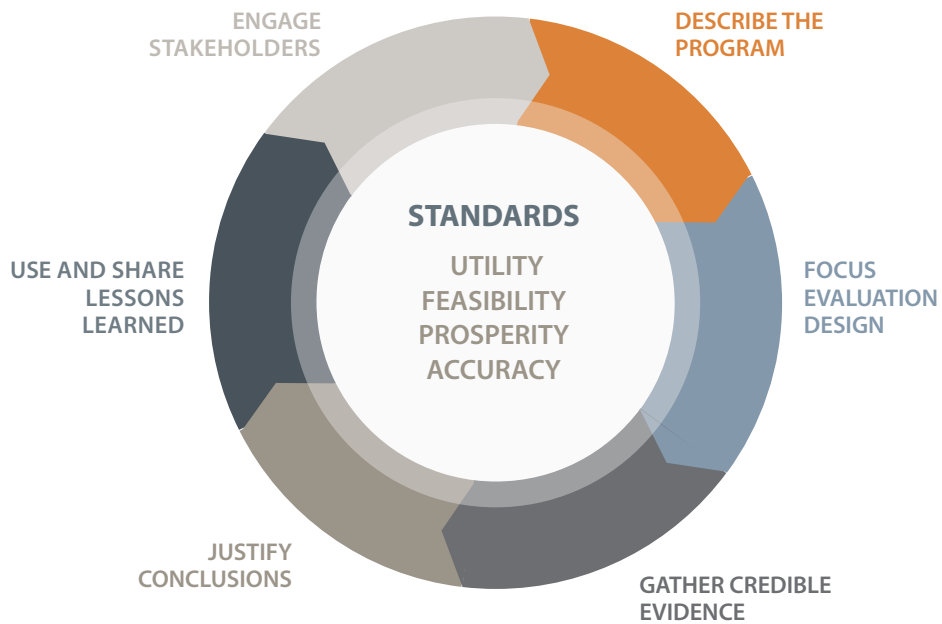 ENGAGE
STAKEHOLDERS
DESCRIBE THE
PROGRAM
FOCUS
EVALUATION
DESIGN
GATHER CREDIBLE
EVIDENCE
JUSTIFY
CONCLUSIONS
USE AND SHARE
LESSONS
LEARNED
STANDARDS
UTILITY
FEASIBILITY
PROSPERITY
ACCURACY